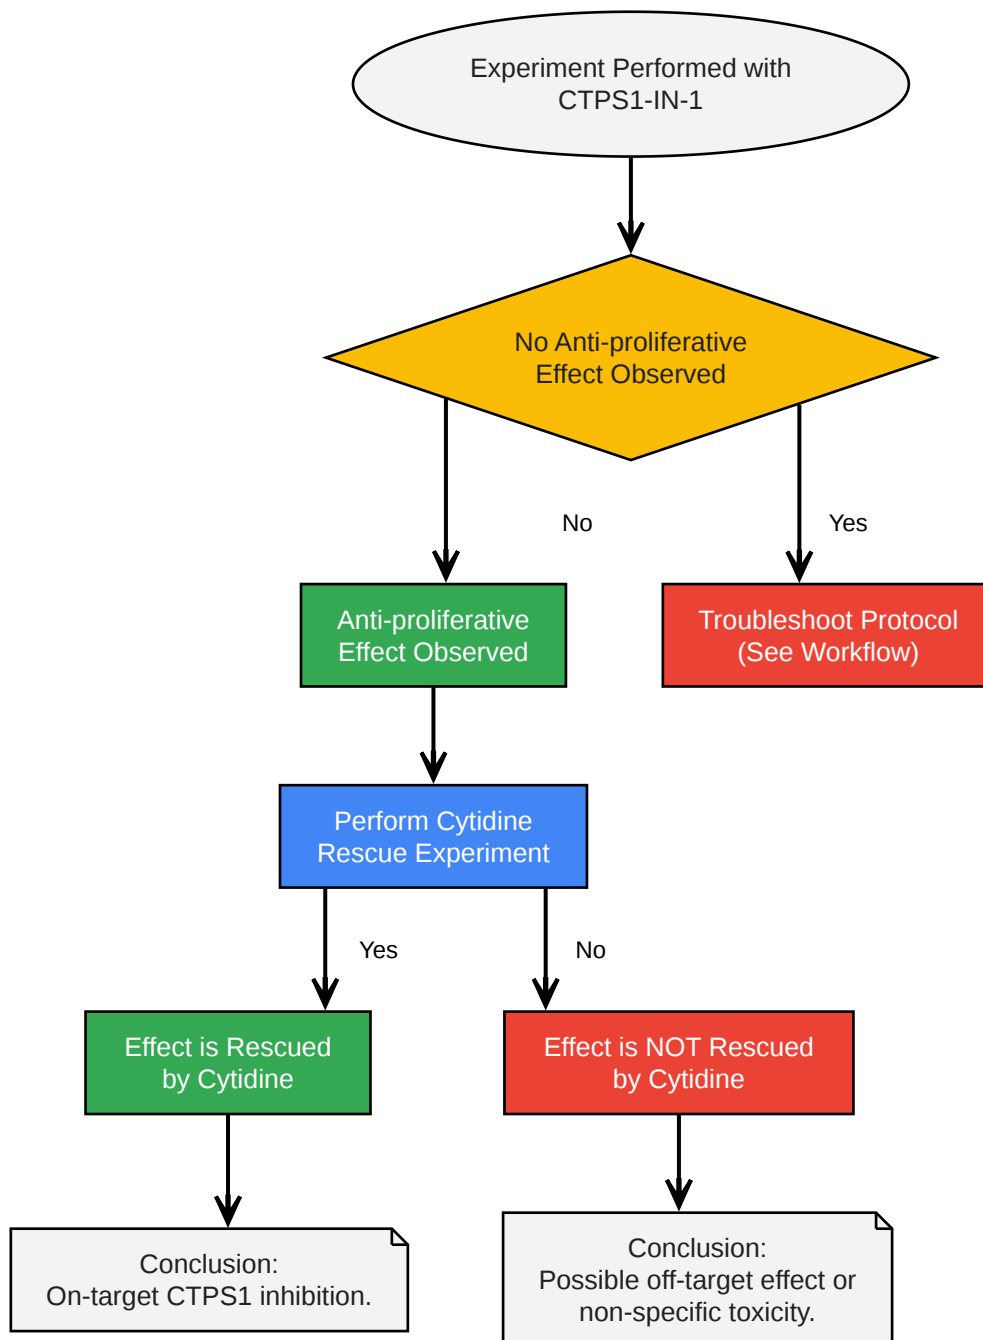 Experiment Performed with
CTPS1-IN-1
No Anti-proliferative
Effect Observed
No
Yes
Anti-proliferative
Effect Observed
Troubleshoot Protocol
(See Workflow)
Perform Cytidine
Rescue Experiment
Yes
No
Effect is Rescued
by Cytidine
Effect is NOT Rescued
by Cytidine
Conclusion:
On-target CTPS1 inhibition.
Conclusion:
Possible off-target effect or
non-specific toxicity.